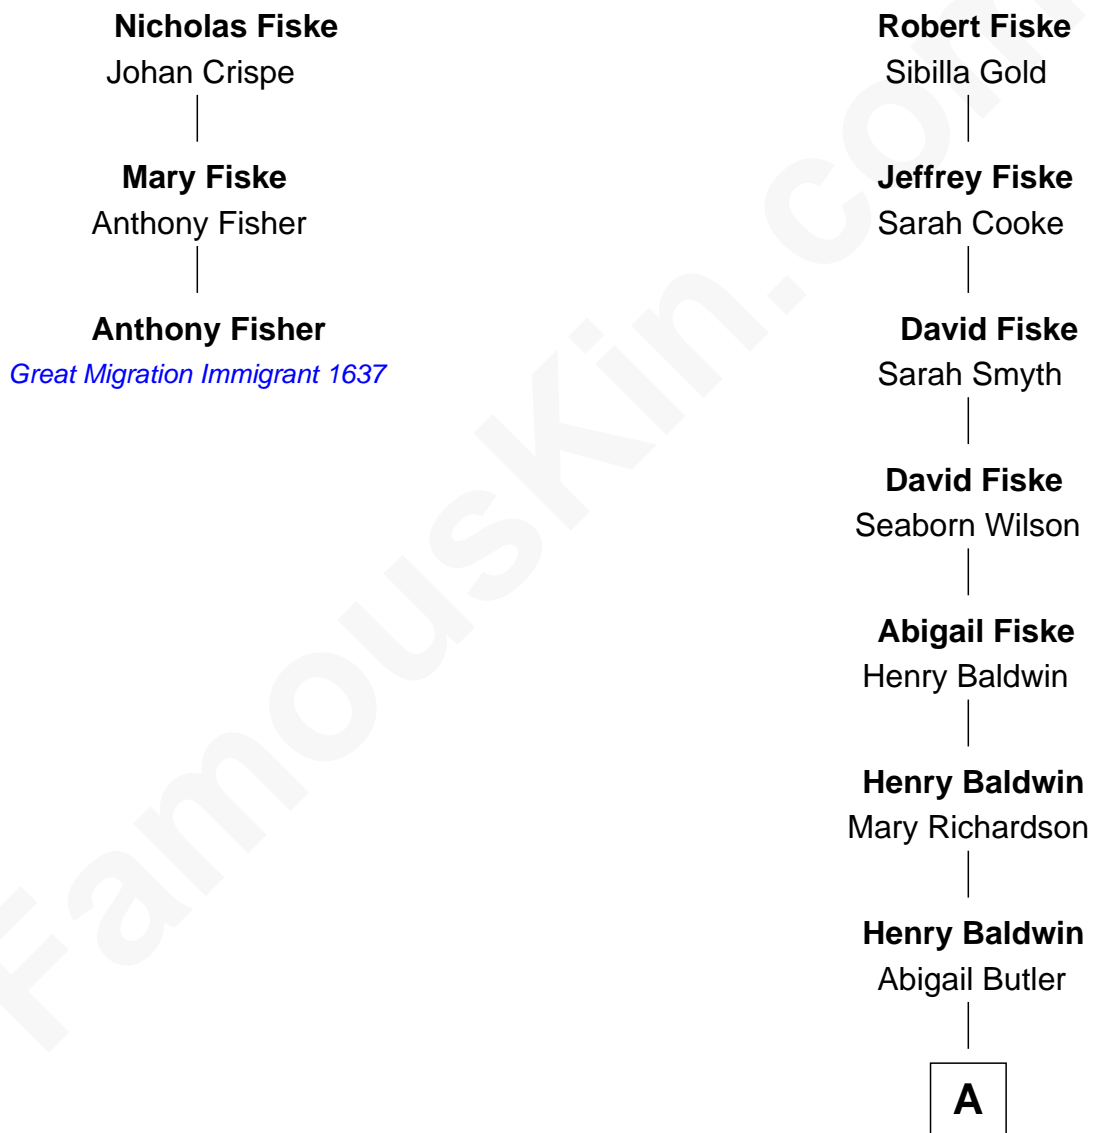 Nicholas Fiske
Johan Crispe
Mary Fiske
Anthony Fisher
Anthony Fisher
Great Migration Immigrant 1637
Robert Fiske
Sibilla Gold
Jeffrey Fiske
Sarah Cooke
David Fiske
Sarah Smyth
David Fiske
Seaborn Wilson
Abigail Fiske
Henry Baldwin
Henry Baldwin
Mary Richardson
Henry Baldwin
Abigail Butler
A
FamousKin.com